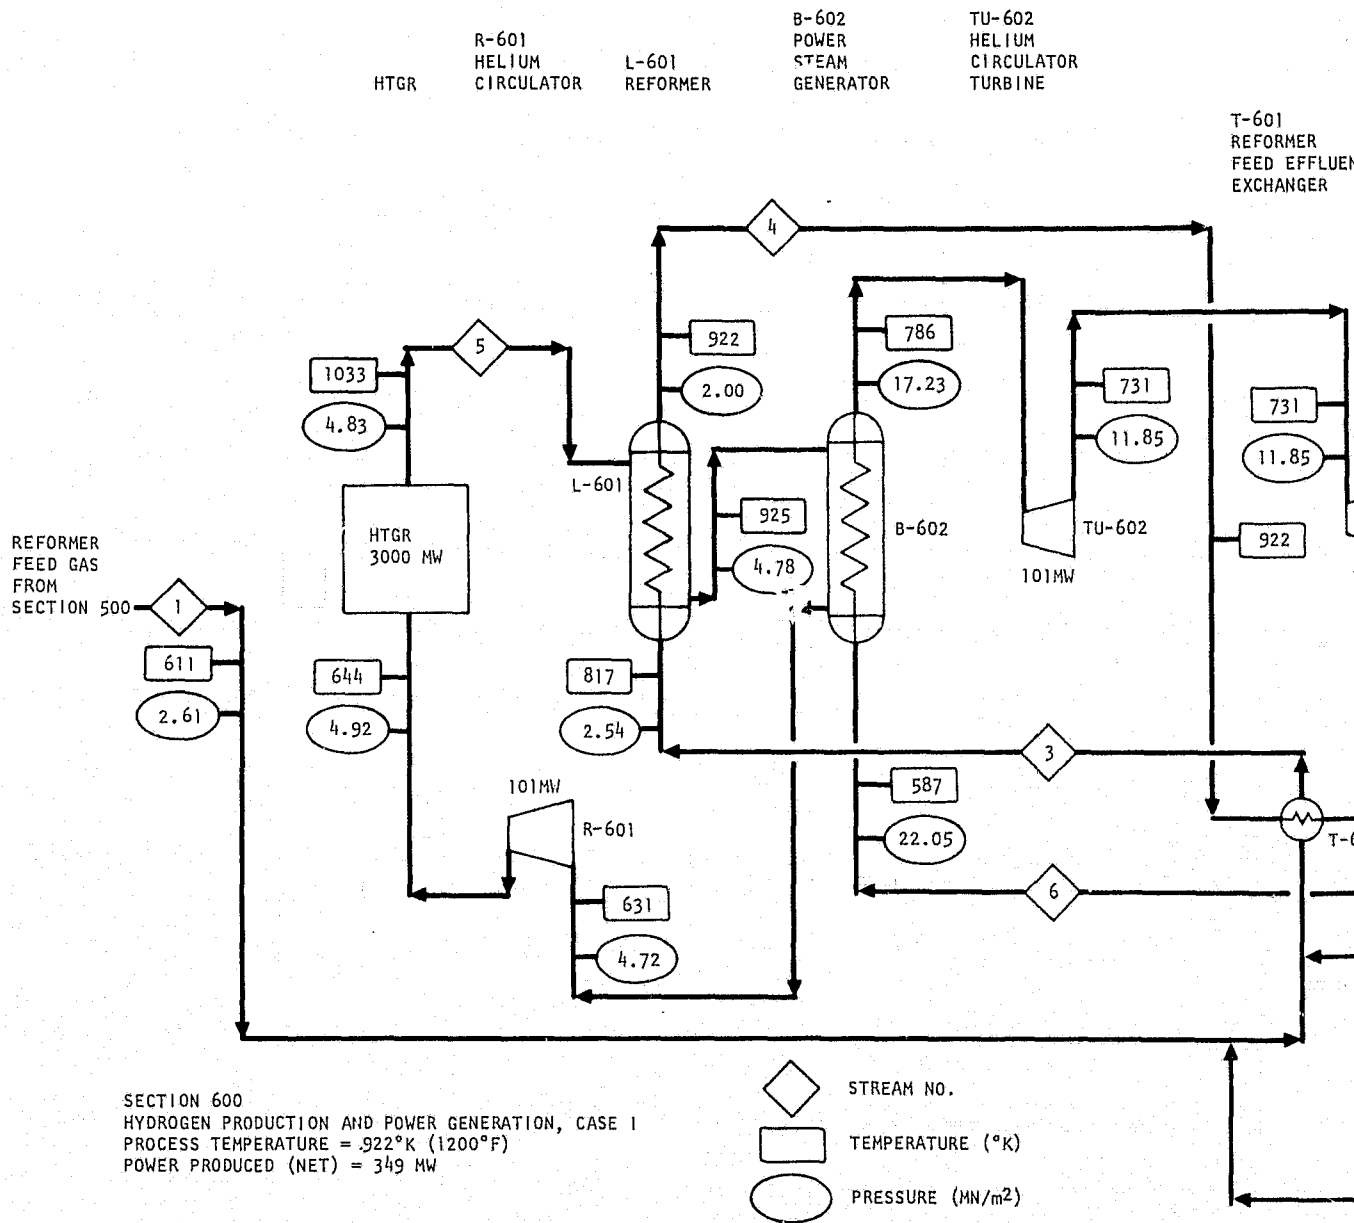 B-602
POWER
STEAM
GENERATOR
TU-602
HELIUM
CIRCULATOR
TURBINE
R-601
HELIUM
CIRCULATOR
L-601
REFORMER
HTGR
T-601
REFORMER
FEED EFFLUEN
EXCHANGER
4
5
922
2.00
786
17.23
1033
4.83
731
11.85
731
11.85
L-601
925
4.78
B-602
TU-602
101MW
922
HTGR
3000 MW
REFORMER
FEED GAS
FROM
SECTION 500
1
611
2.61
644
4.92
817
2.54
3
587
22.05
101MW
R-601
T-6
6
631
4.72
SECTION 600
HYDROGEN PRODUCTION AND POWER GENERATION, CASE I
PROCESS TEMPERATURE = 922°K (1200°F)
POWER PRODUCED (NET) = 349 MW
STREAM NO.
TEMPERATURE (°K)
PRESSURE (MN/m2)